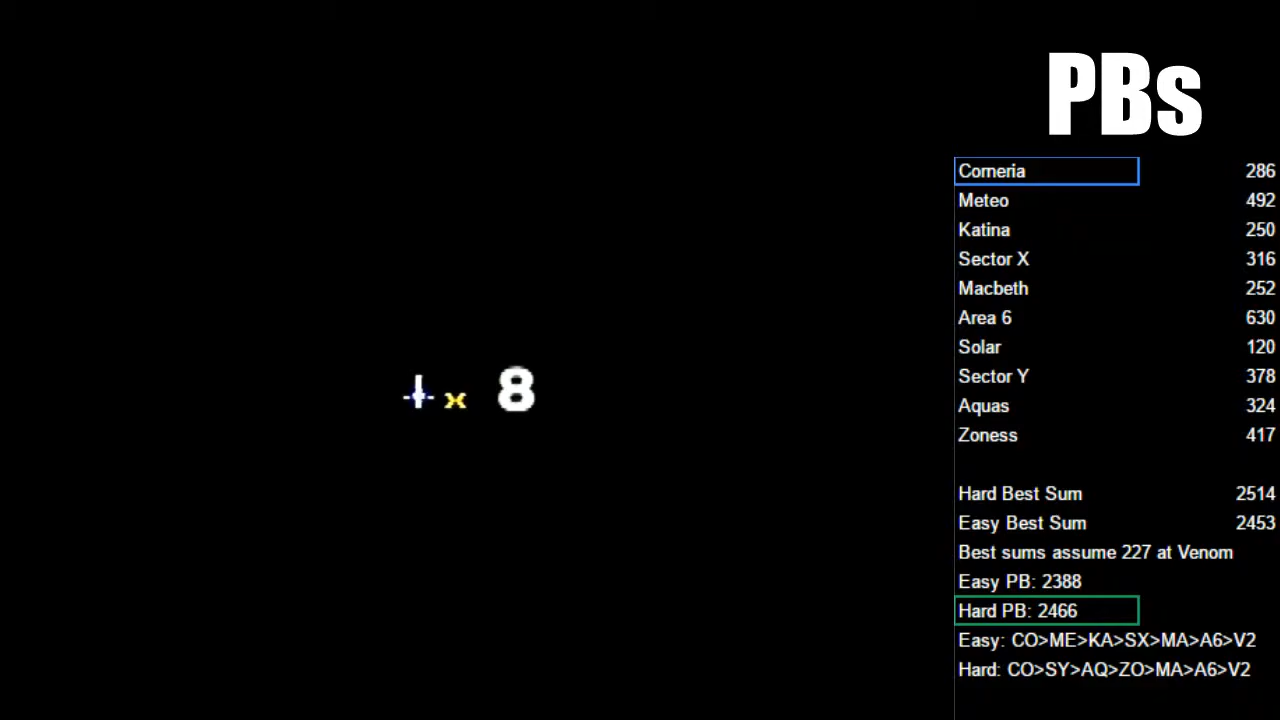 PBs
x 8
Corneria 286
Meteo 492
Katina 250
Sector X 316
Macbeth 252
Area 6 630
Solar 120
Sector Y 378
Aquas 324
Zoness 417
Hard Best Sum 2514
Easy Best Sum 2453
Best sums assume 227 at Venom
Easy PB: 2388
Hard PB: 2466
Easy: CO>ME>KA>SX>MA>A6>V2
Hard: CO>SY>AQ>ZO>MA>A6>V2